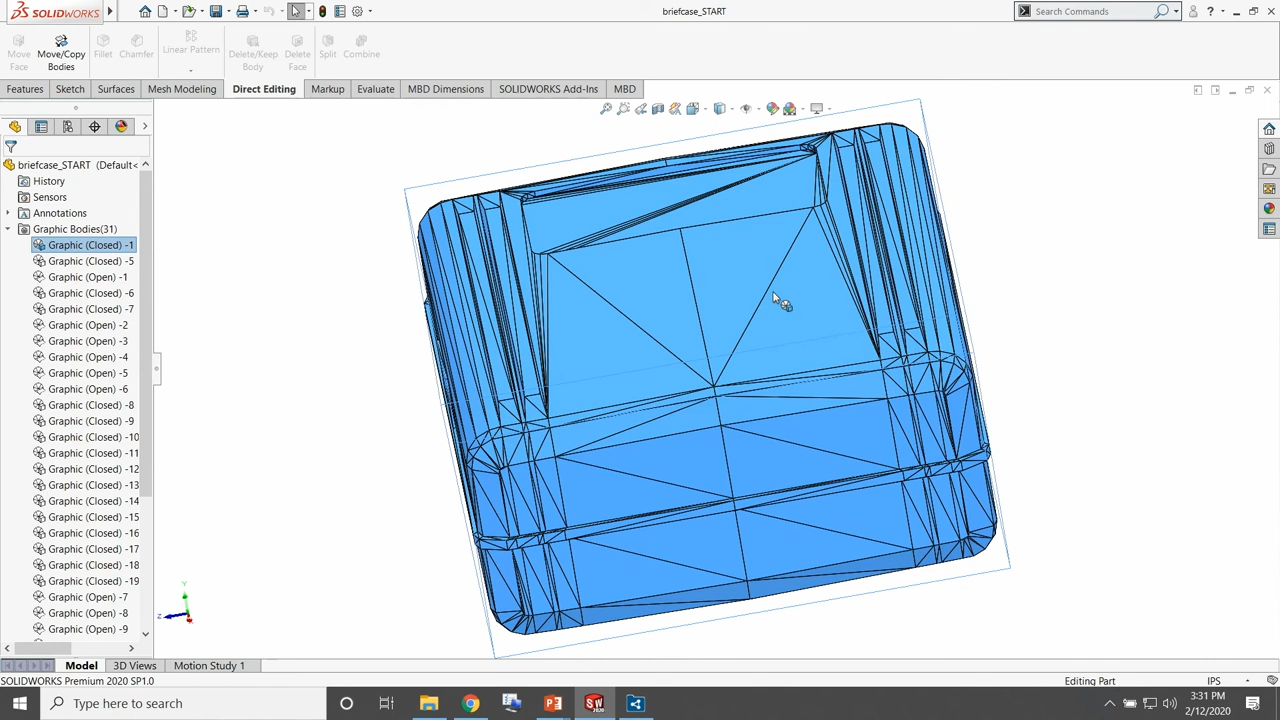 SOLIDWORKS
briefcase_START
Search Commands
?
Move Face
Move/Copy Bodies
Fillet
Chamfer
Linear Pattern
Delete/Keep Body
Delete Face
Split
Combine
Features
Sketch
Surfaces
Mesh Modeling
Direct Editing
Markup
Evaluate
MBD Dimensions
SOLIDWORKS Add-Ins
MBD
briefcase_START (Default<
History
Sensors
Annotations
Graphic Bodies(31)
Graphic (Closed) -1
Graphic (Closed) -5
Graphic (Open) -1
Graphic (Closed) -6
Graphic (Closed) -7
Graphic (Open) -2
Graphic (Open) -3
Graphic (Open) -4
Graphic (Open) -5
Graphic (Open) -6
Graphic (Closed) -8
Graphic (Closed) -9
Graphic (Closed) -10
Graphic (Closed) -11
Graphic (Closed) -12
Graphic (Closed) -13
Graphic (Closed) -14
Graphic (Closed) -15
Graphic (Closed) -16
Graphic (Closed) -17
Graphic (Closed) -18
Graphic (Closed) -19
Graphic (Open) -7
Graphic (Open) -8
Graphic (Open) -9
Y
Z
Model
3D Views
Motion Study 1
SOLIDWORKS Premium 2020 SP1.0
Editing Part
IPS
Type here to search
3:31 PM
2/12/2020